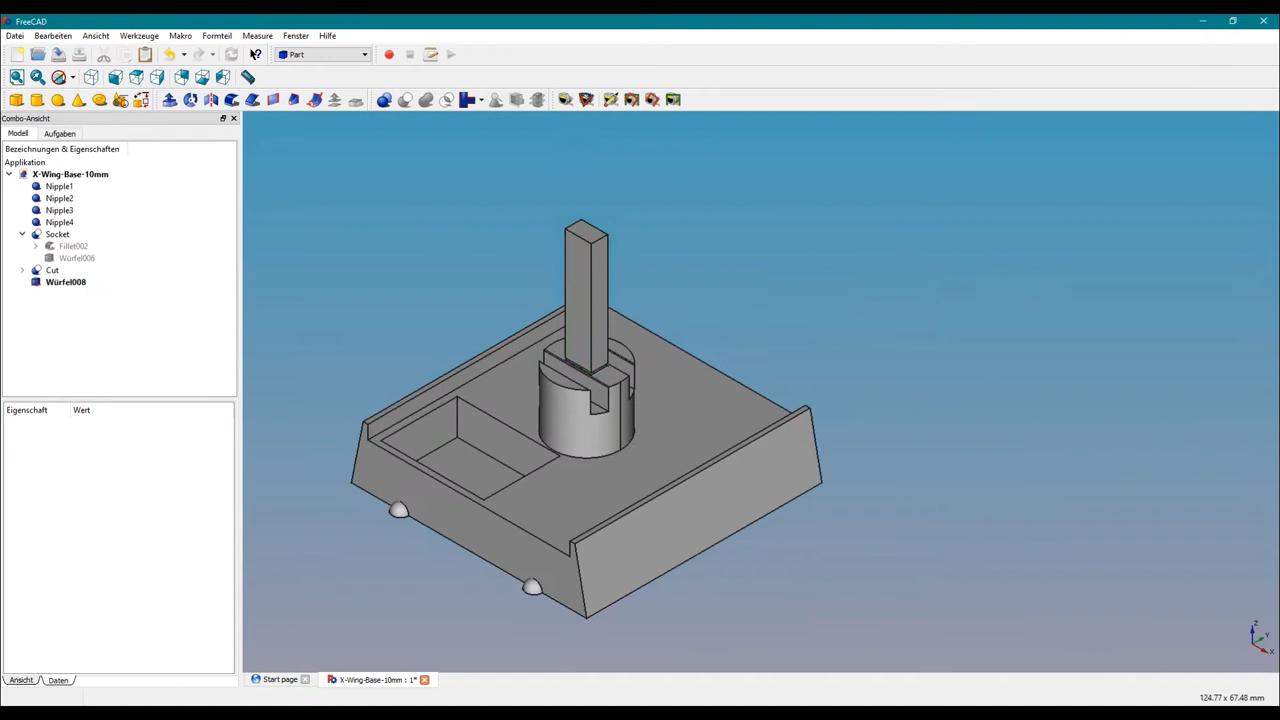 FreeCAD
Datei Bearbeiten Ansicht Werkzeuge Makro Formteil Measure Fenster Hilfe
Part
Combo-Ansicht
Modell Aufgaben
Bezeichnungen & Eigenschaften
Applikation
X-Wing-Base-10mm
Nipple1
Nipple2
Nipple3
Nipple4
Socket
Fillet002
Würfel006
Cut
Würfel008
Eigenschaft Wert
Z
Y
X
Ansicht Daten
Start page X-Wing-Base-10mm : 1*
124.77 x 67.48 mm